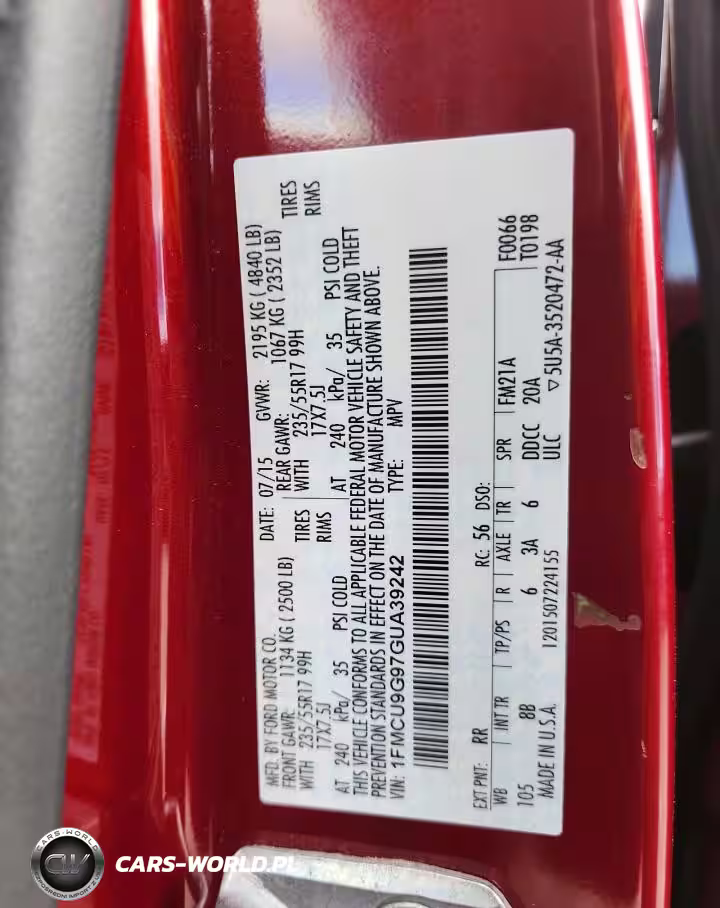 MFD. BY FORD MOTOR CO.
DATE: 07/15 GVWR: 2195 KG ( 4840 LB)
FRONT GAWR: 1134 KG ( 2500 LB) REAR GAWR: 1067 KG ( 2352 LB)
WITH 235/55R17 99H TIRES WITH 235/55R17 99H TIRES
17X7.5J RIMS 17X7.5J RIMS
AT 240 kPa/ 35 PSI COLD AT 240 kPa/ 35 PSI COLD
THIS VEHICLE CONFORMS TO ALL APPLICABLE FEDERAL MOTOR VEHICLE SAFETY AND THEFT
PREVENTION STANDARDS IN EFFECT ON THE DATE OF MANUFACTURE SHOWN ABOVE.
VIN: 1FMCU9G97GUA39242 TYPE: MPV
EXT PNT: RR RC: 56 DSO: F0066
WB INT TR TP/PS R AXLE TR SPR FM21A T0198
105 8B 6 3A 6 DDCC 20A
MADE IN U.S.A. 1201507224155 ULC ▽5U5A-3520472-AA
CARS-WORLD
CW
BEZPOŚREDNI IMPORTER Z USA
CARS-WORLD.PL